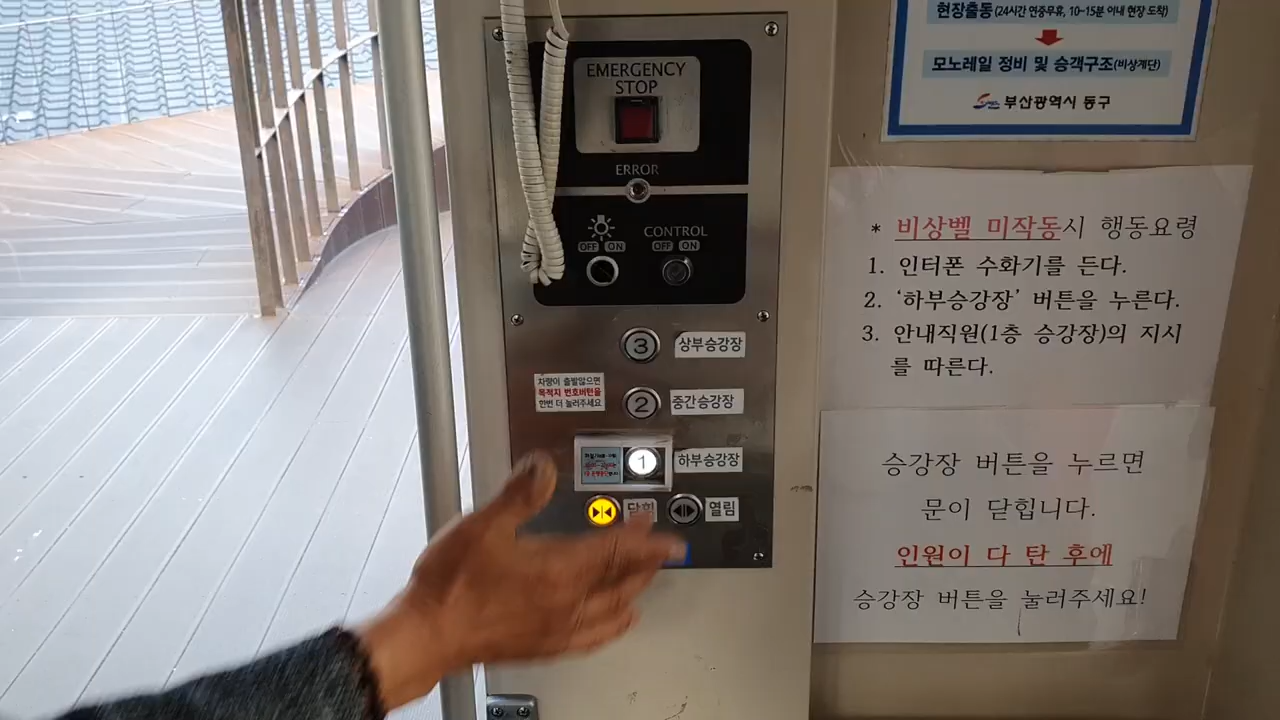 현장출동(24시간 연중무휴, 10~15분 이내 현장 도착)
모노레일 정비 및 승객구조(비상계단)
부산광역시 동구
EMERGENCY
STOP
ERROR
OFF ON
CONTROL
OFF ON
3 상부승강장
차량이 출발않으면
목적지 번호버튼을
한번 더 눌러주세요
2 중간승강장
1 하부승강장
닫힘
열림
* 비상벨 미작동시 행동요령
1. 인터폰 수화기를 든다.
2. ‘하부승강장’ 버튼을 누른다.
3. 안내직원(1층 승강장)의 지시
를 따른다.
승강장 버튼을 누르면
문이 닫힙니다.
인원이 다 탄 후에
승강장 버튼을 눌러주세요!